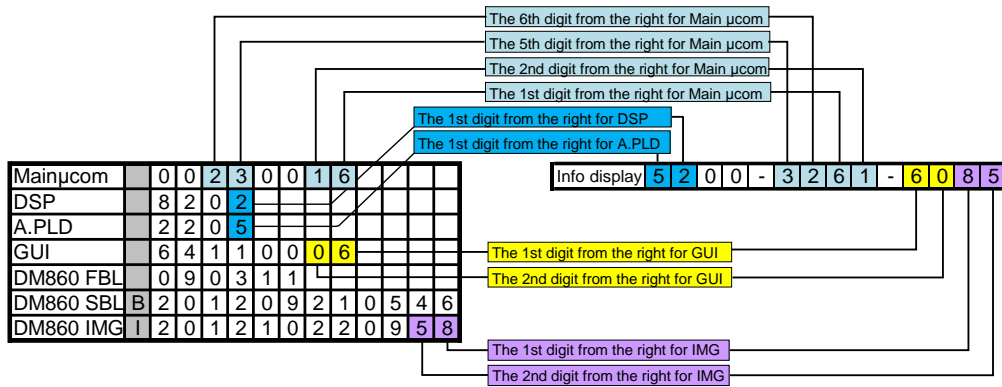 The 6th digit from the right for Main µcom
The 5th digit from the right for Main µcom
The 2nd digit from the right for Main µcom
The 1st digit from the right for Main µcom
The 1st digit from the right for DSP
The 1st digit from the right for A.PLD
Mainµcom 0 0 2 3 0 0 1 6
Info display 5 2 0 0 - 3 2 6 1 - 6 0 8 5
DSP 8 2 0 2
A.PLD 2 2 0 5
GUI 6 4 1 1 0 0 0 6
The 1st digit from the right for GUI
DM860 FBL 0 9 0 3 1 1
The 2nd digit from the right for GUI
DM860 SBL B 2 0 1 2 0 9 2 1 0 5 4 6
DM860 IMG I 2 0 1 2 1 0 2 2 0 9 5 8
The 1st digit from the right for IMG
The 2nd digit from the right for IMG